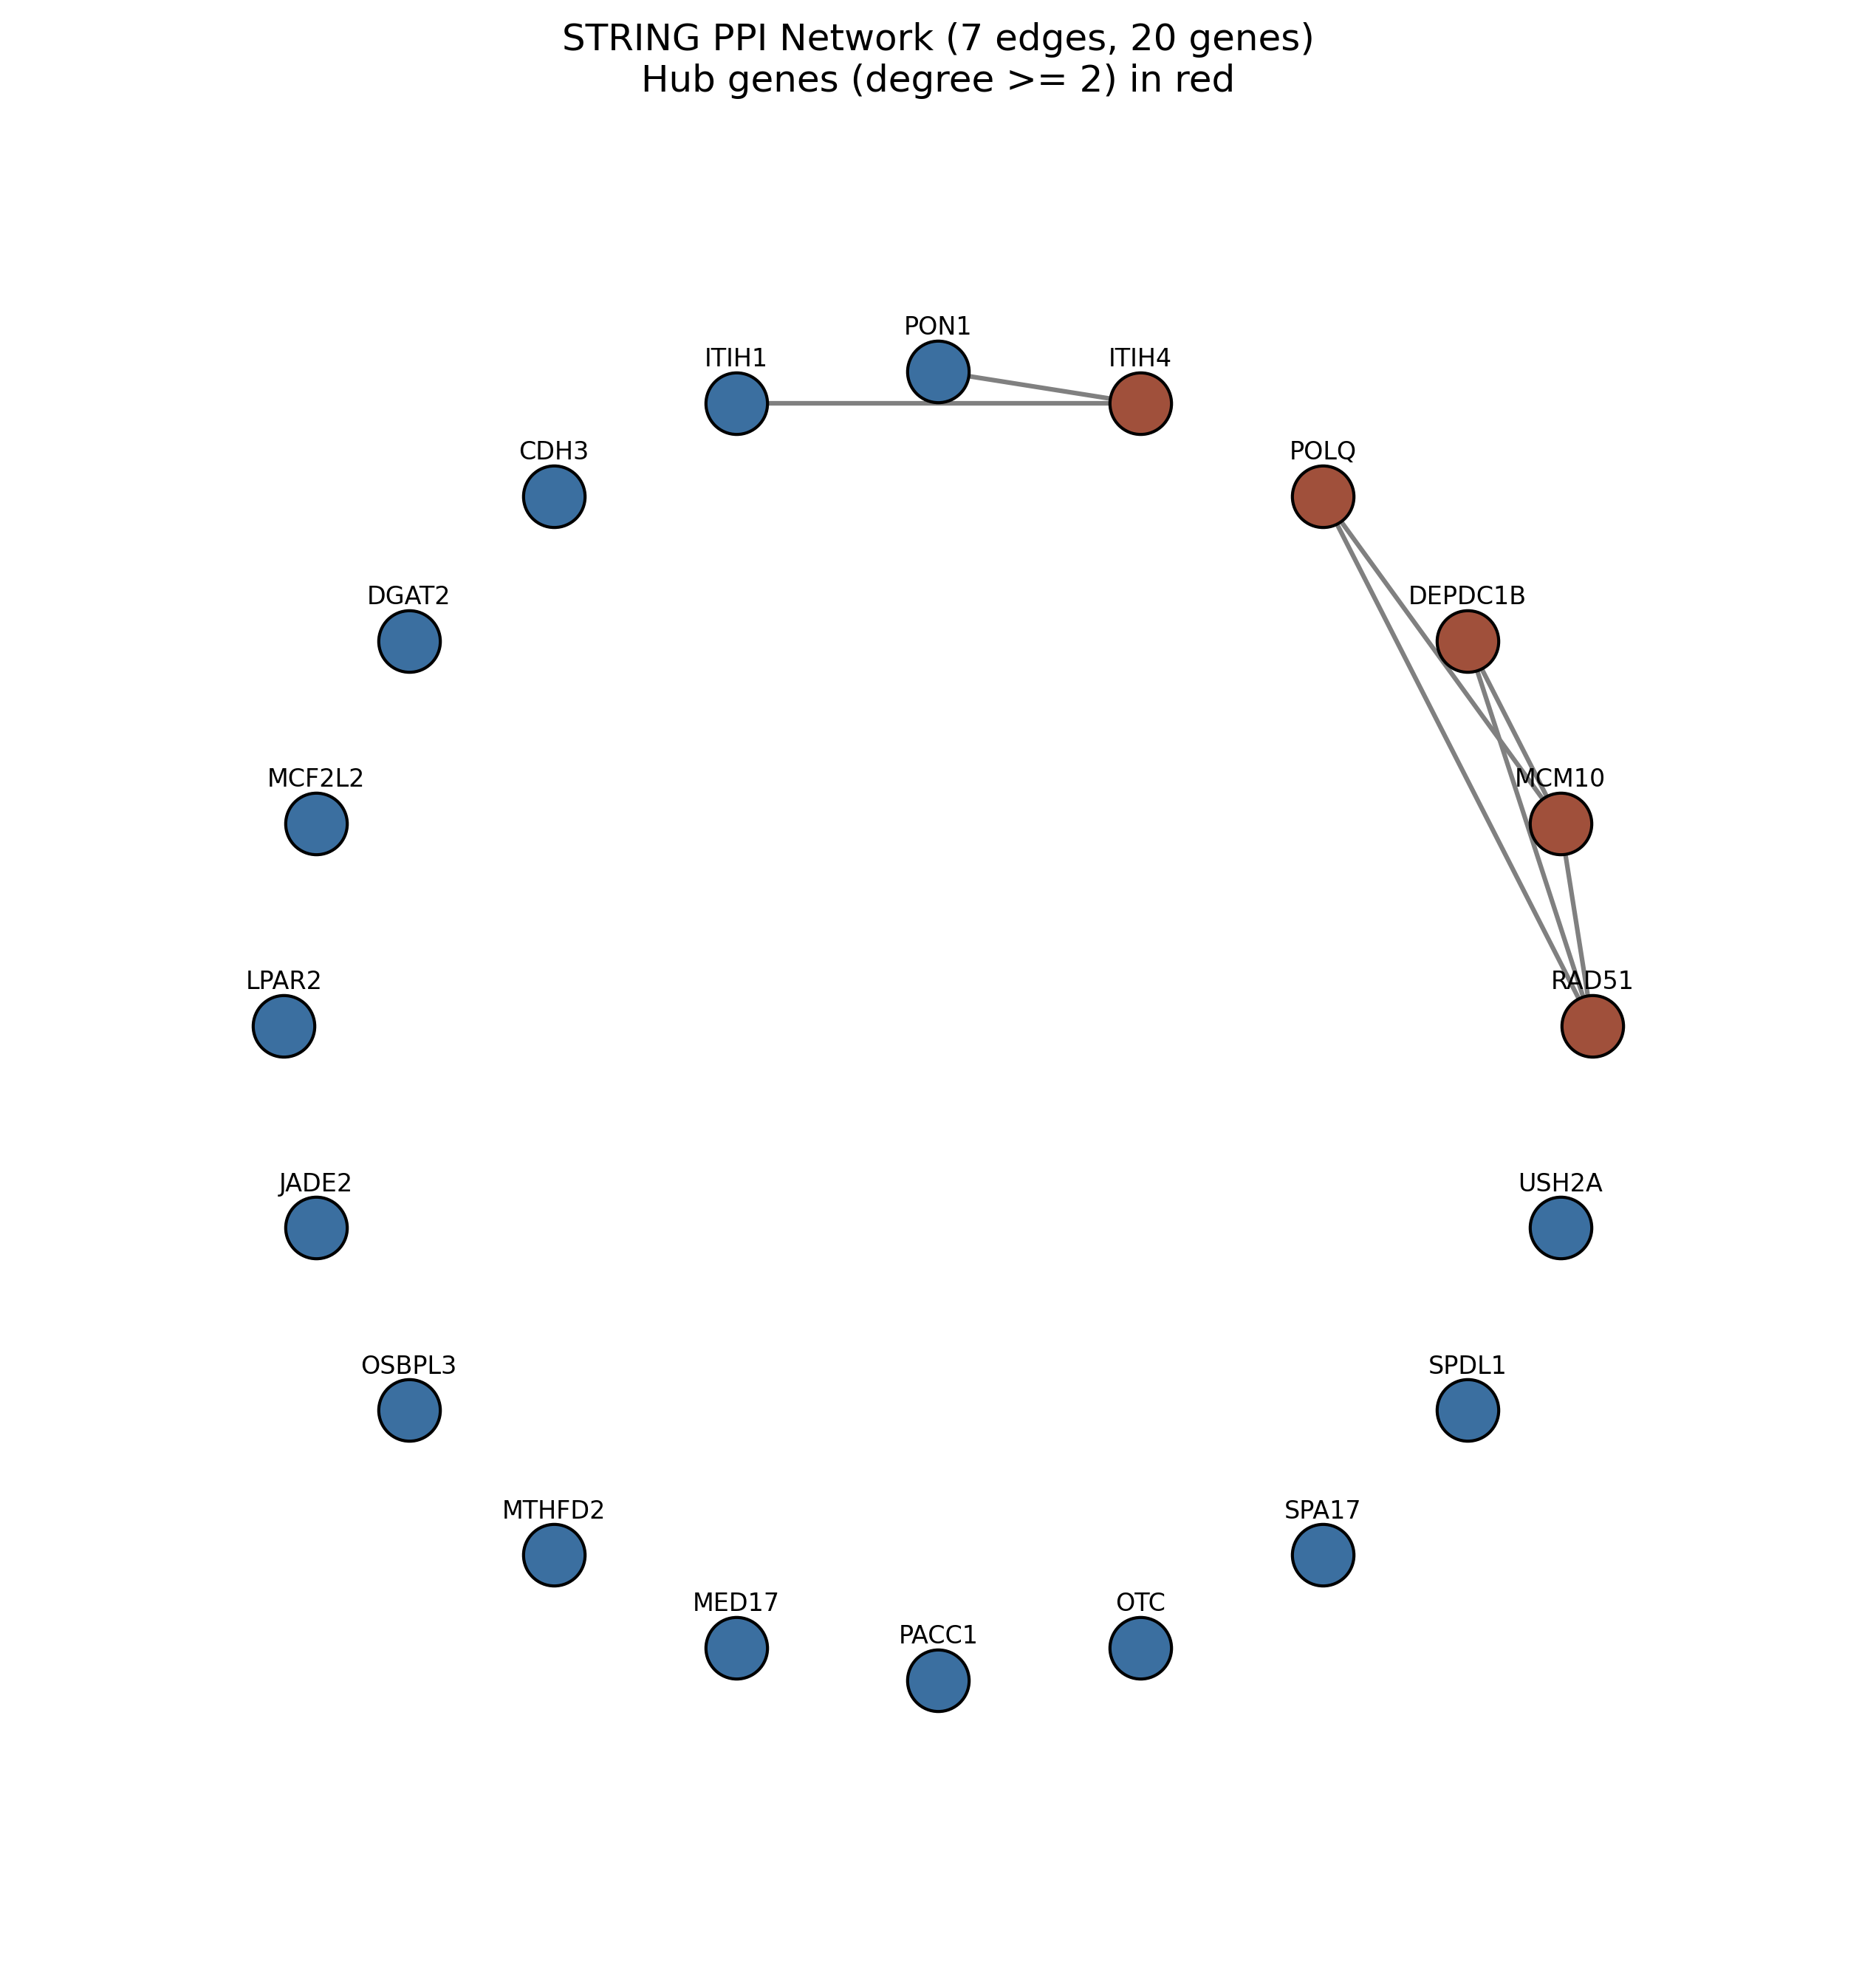 STRING PPI Network (7 edges, 20 genes)
Hub genes (degree >= 2) in red
PON1
ITIH1
ITIH4
CDH3
POLQ
DGAT2
DEPDC1B
MCF2L2
MCM10
LPAR2
RAD51
JADE2
USH2A
OSBPL3
SPDL1
MTHFD2
SPA17
MED17
OTC
PACC1